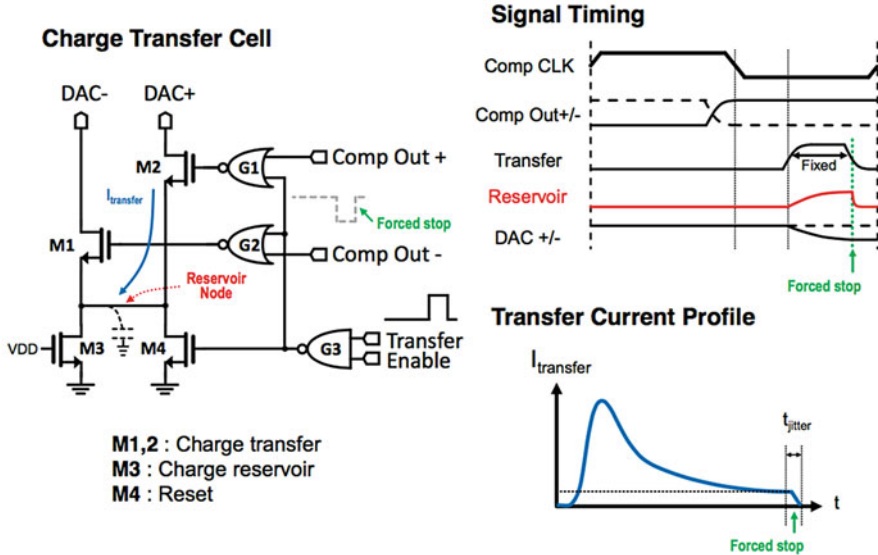 Charge Transfer Cell
DAC-
DAC+
M2
G1
Comp Out +
Itransfer
Forced stop
M1
G2
Comp Out -
Reservoir
Node
VDD
M3
M4
G3
Transfer
Enable
M1,2 : Charge transfer
M3 : Charge reservoir
M4 : Reset
Signal Timing
Comp CLK
Comp Out+/-
Transfer
Fixed
Reservoir
DAC +/-
Forced stop
Transfer Current Profile
Itransfer
tjitter
t
Forced stop